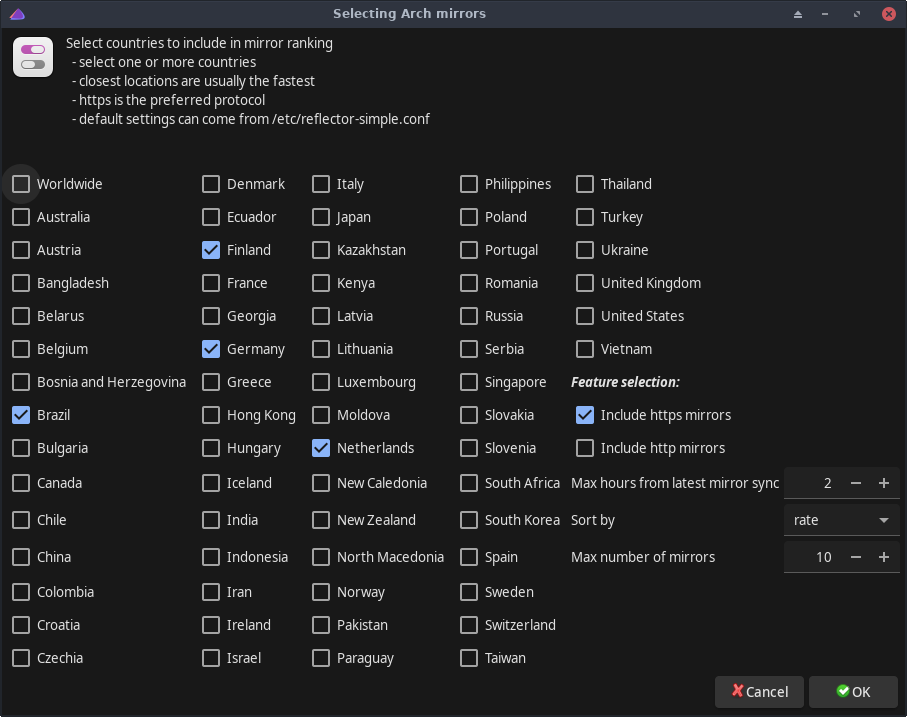 Selecting Arch mirrors
Select countries to include in mirror ranking
- select one or more countries
- closest locations are usually the fastest
- https is the preferred protocol
- default settings can come from /etc/reflector-simple.conf
Worldwide Denmark Italy Philippines Thailand
Australia Ecuador Japan Poland Turkey
Austria Finland Kazakhstan Portugal Ukraine
Bangladesh France Kenya Romania United Kingdom
Belarus Georgia Latvia Russia United States
Belgium Germany Lithuania Serbia Vietnam
Bosnia and Herzegovina Greece Luxembourg Singapore Feature selection:
Brazil Hong Kong Moldova Slovakia Include https mirrors
Bulgaria Hungary Netherlands Slovenia Include http mirrors
Canada Iceland New Caledonia South Africa Max hours from latest mirror sync 2
Chile India New Zealand South Korea Sort by rate
China Indonesia North Macedonia Spain Max number of mirrors 10
Colombia Iran Norway Sweden
Croatia Ireland Pakistan Switzerland
Czechia Israel Paraguay Taiwan
Cancel OK